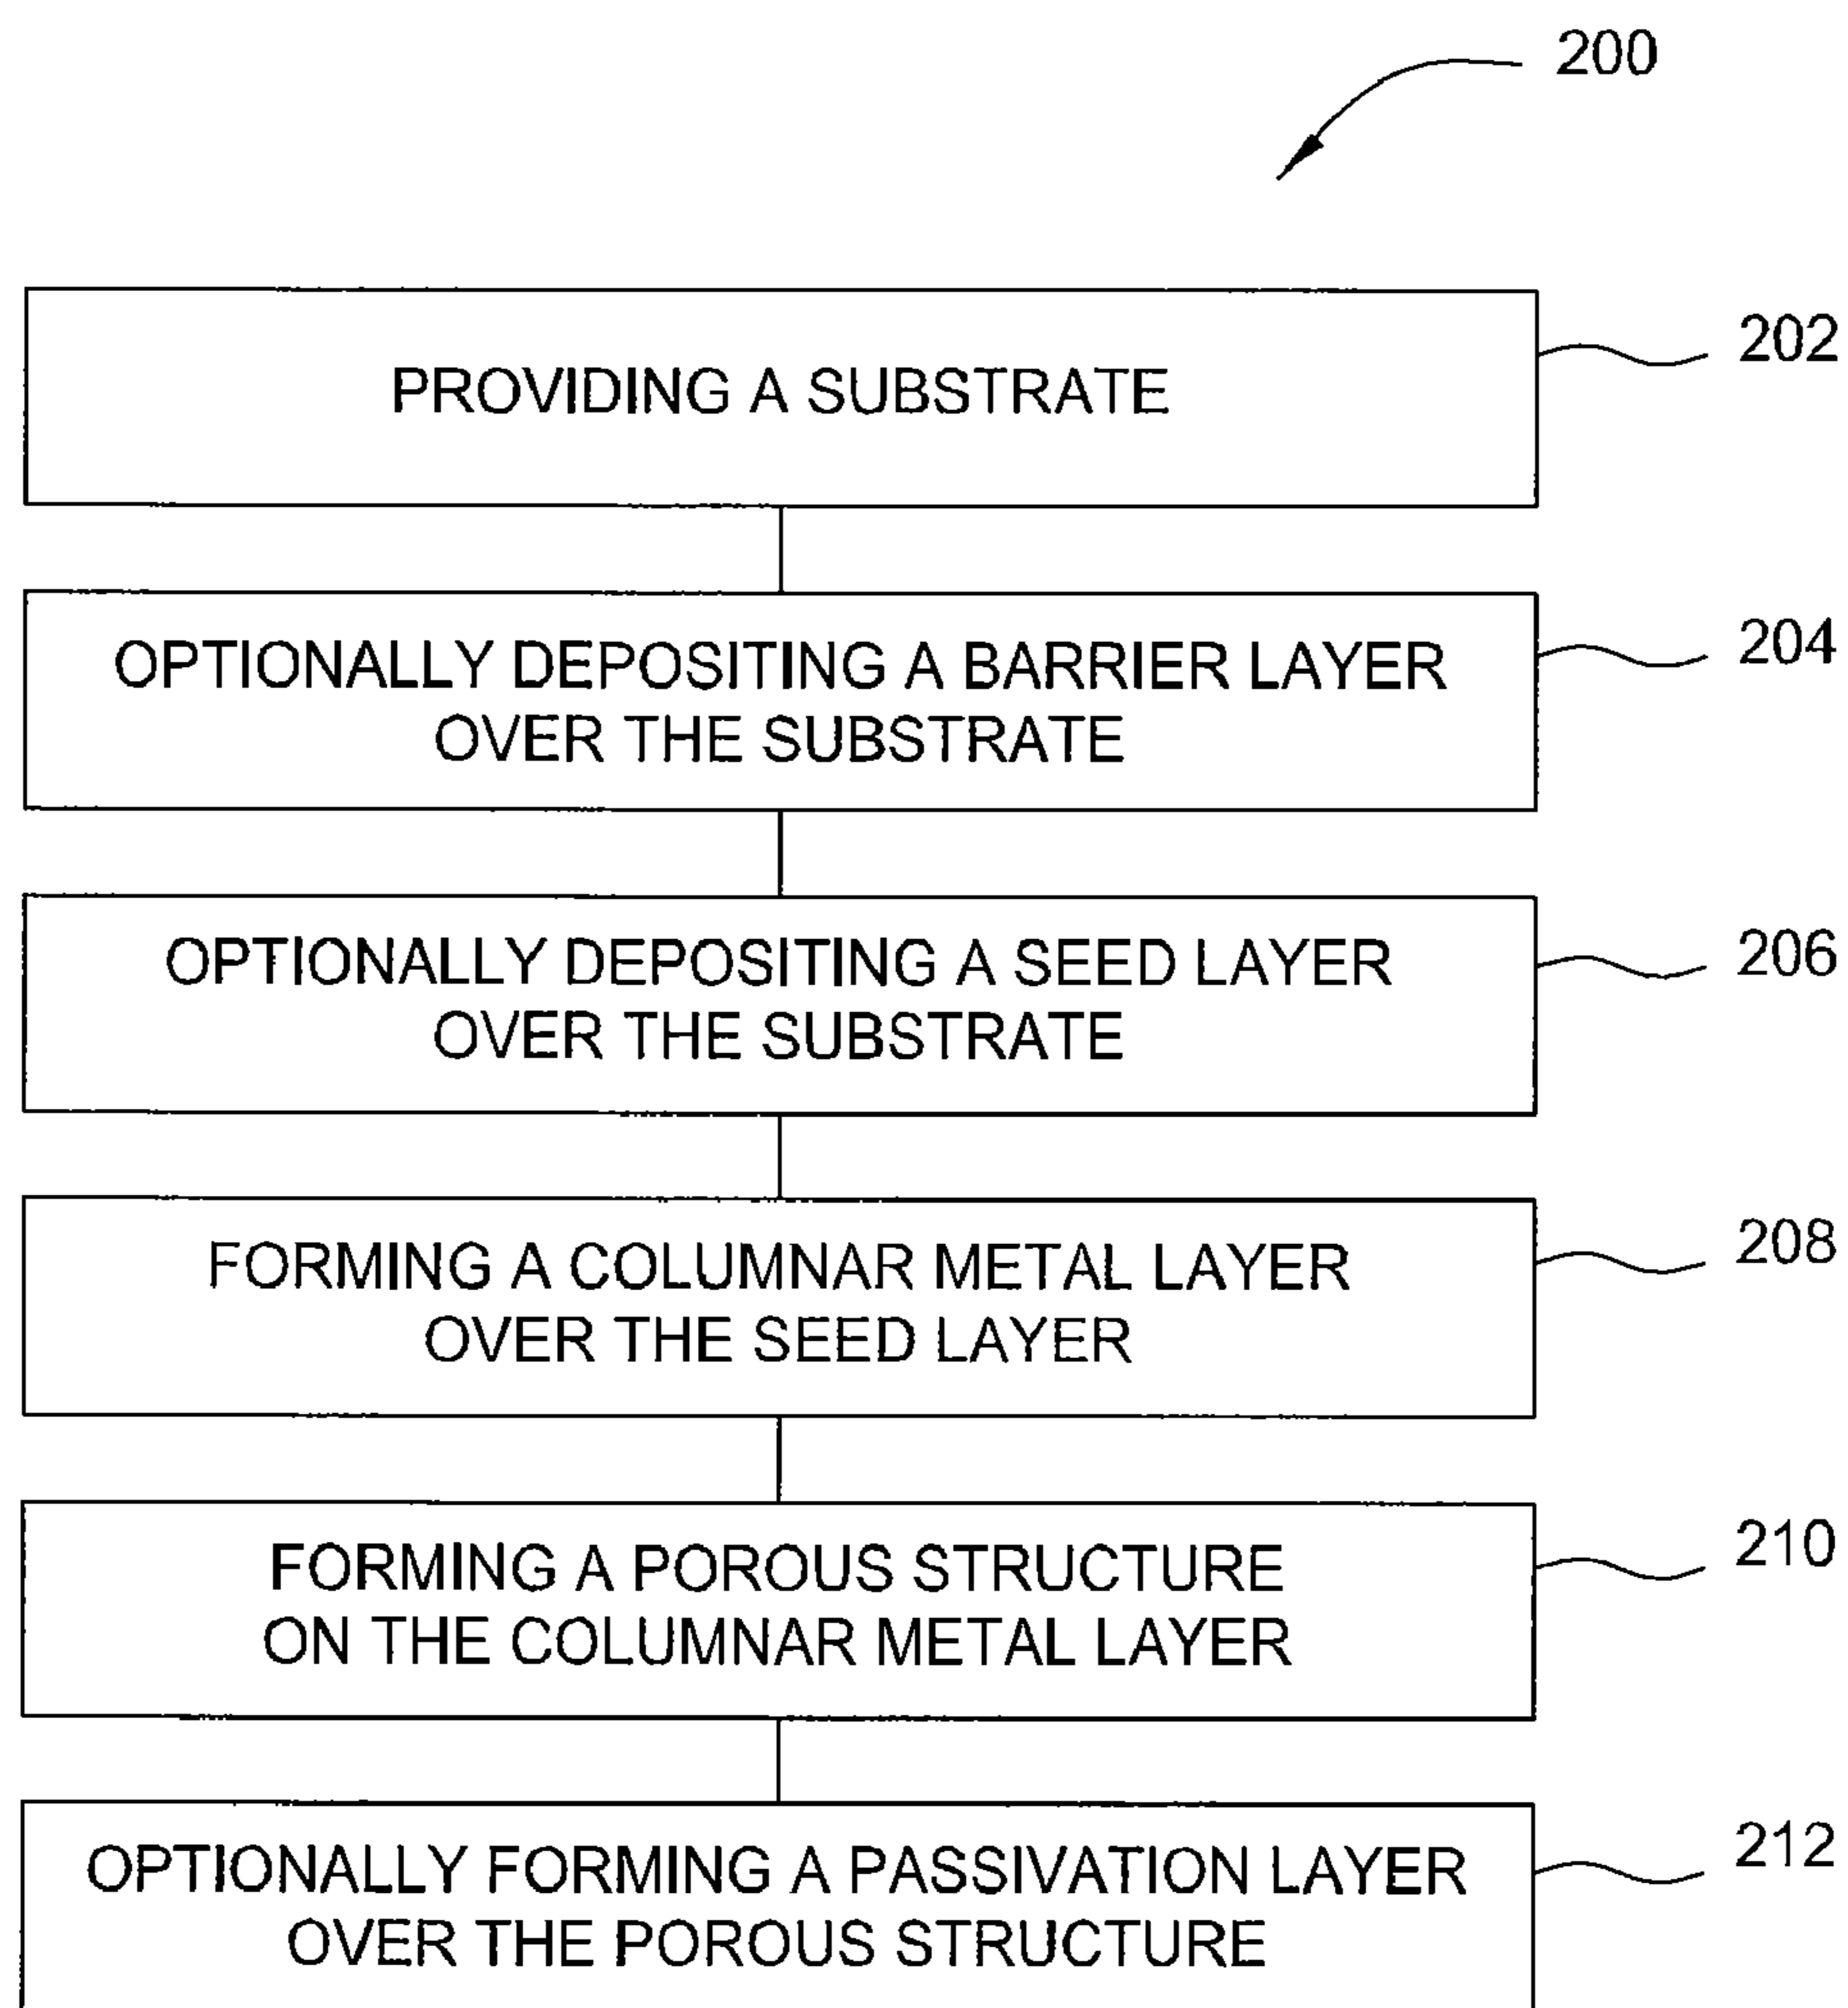 200
PROVIDING A SUBSTRATE
202
OPTIONALLY DEPOSITING A BARRIER LAYER
OVER THE SUBSTRATE
204
OPTIONALLY DEPOSITING A SEED LAYER
OVER THE SUBSTRATE
206
FORMING A COLUMNAR METAL LAYER
OVER THE SEED LAYER
208
FORMING A POROUS STRUCTURE
ON THE COLUMNAR METAL LAYER
210
OPTIONALLY FORMING A PASSIVATION LAYER
OVER THE POROUS STRUCTURE
212